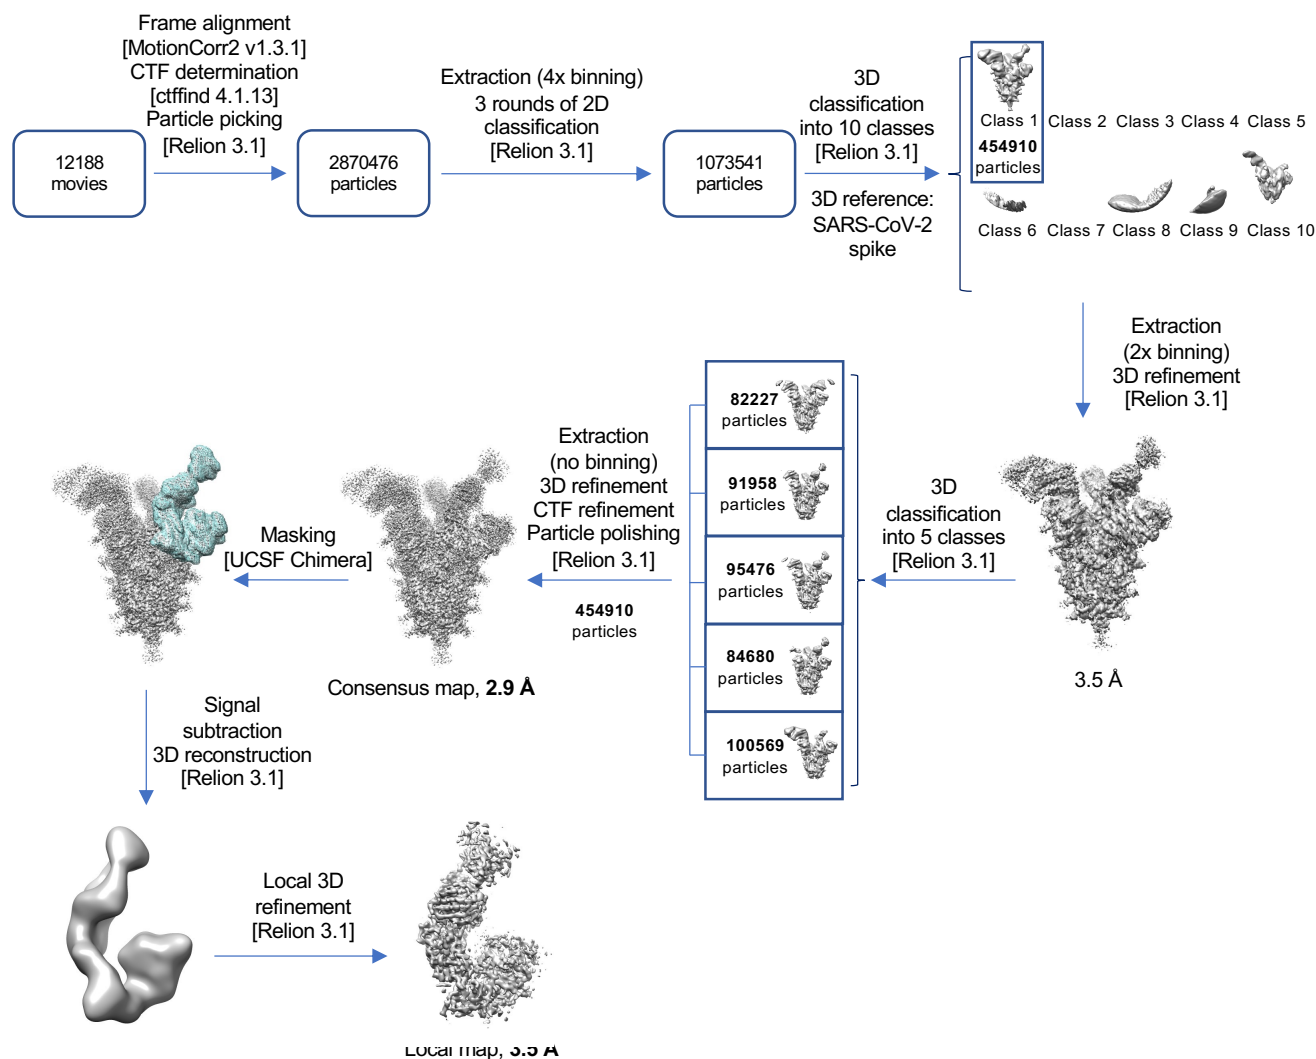 Frame alignment
[MotionCorr2 v1.3.1]
CTF determination
[ctffind 4.1.13]
Particle picking
[Relion 3.1]
12188
movies
2870476
particles
Extraction (4x binning)
3 rounds of 2D
classification
[Relion 3.1]
1073541
particles
3D
classification
into 10 classes
[Relion 3.1]
3D reference:
SARS-CoV-2
spike
Class 1 Class 2 Class 3 Class 4 Class 5
454910
particles
Class 6 Class 7 Class 8 Class 9 Class 10
Extraction
(2x binning)
3D refinement
[Relion 3.1]
3.5 Å
3D
classification
into 5 classes
[Relion 3.1]
82227
particles
91958
particles
95476
particles
84680
particles
100569
particles
Extraction
(no binning)
3D refinement
CTF refinement
Particle polishing
[Relion 3.1]
454910
particles
Consensus map, 2.9 Å
Masking
[UCSF Chimera]
Signal
subtraction
3D reconstruction
[Relion 3.1]
Local 3D
refinement
[Relion 3.1]
Local map, 3.5 Å